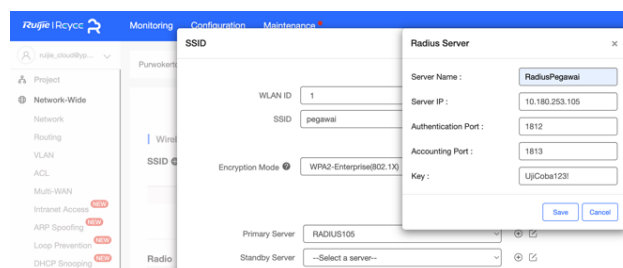 Ruijie | Rcycc
Monitoring Configuration Maintenance
ruijie_cloud@yp...
Project
Network-Wide
Network
Routing
VLAN
ACL
Multi-WAN
Intranet Access NEW
ARP Spoofing NEW
Loop Prevention NEW
DHCP Snooping NEW
Purwokert
Wirel
SSID
Radio
SSID
WLAN ID 1
SSID pegawai
Encryption Mode WPA2-Enterprise(802.1X)
Primary Server RADIUS105
Standby Server --Select a server--
Radius Server ×
Server Name : RadiusPegawai
Server IP : 10.180.253.105
Authentication Port : 1812
Accounting Port : 1813
Key : UjiCoba123!
Save Cancel